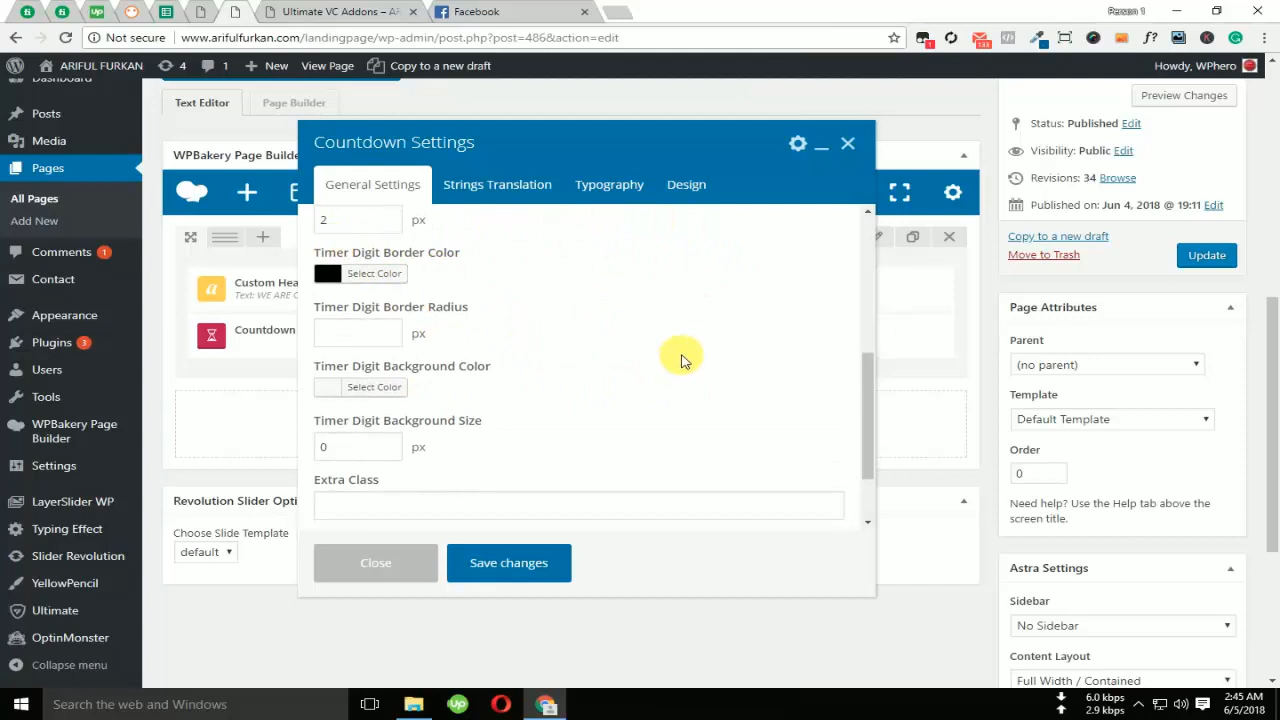 Ultimate VC Addons – AF
Facebook
Person 1
Not secure
www.arifulfurkan.com/landingpage/wp-admin/post.php?post=486&action=edit
1
133
ARIFUL FURKAN
4
1
New
View Page
Copy to a new draft
Howdy, WPhero
Dashboard
Posts
Media
Pages
All Pages
Add New
Comments 1
Contact
Appearance
Plugins 3
Users
Tools
WPBakery Page
Builder
Settings
LayerSlider WP
Typing Effect
Slider Revolution
YellowPencil
Ultimate
OptinMonster
Collapse menu
Text Editor
Page Builder
WPBakery Page Builde
Custom Hea
Text: WE ARE C
Countdown
Revolution Slider Opti
Choose Slide Template
default
Countdown Settings
General Settings
Strings Translation
Typography
Design
2
px
Timer Digit Border Color
Select Color
Timer Digit Border Radius
px
Timer Digit Background Color
Select Color
Timer Digit Background Size
0
px
Extra Class
Close
Save changes
Preview Changes
Status: Published Edit
Visibility: Public Edit
Revisions: 34 Browse
Published on: Jun 4, 2018 @ 19:11 Edit
Copy to a new draft
Move to Trash
Update
Page Attributes
Parent
(no parent)
Template
Default Template
Order
0
Need help? Use the Help tab above the
screen title.
Astra Settings
Sidebar
No Sidebar
Content Layout
Full Width / Contained
Search the web and Windows
6.0 kbps
2.9 kbps
2:45 AM
6/5/2018